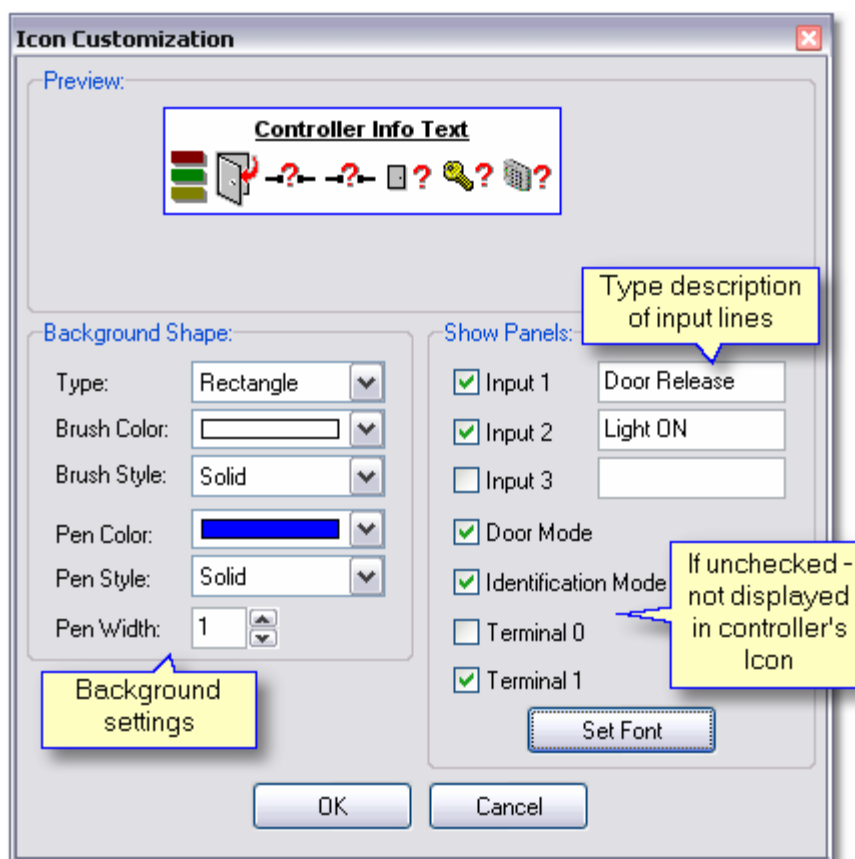 Icon Customization
Preview:
Controller Info Text
? ? ? ? ?
Type description
of input lines
Background Shape:
Type: Rectangle
Brush Color:
Brush Style: Solid
Pen Color:
Pen Style: Solid
Pen Width: 1
Background
settings
Show Panels:
Input 1 Door Release
Input 2 Light ON
Input 3
Door Mode
Identification Mode
Terminal 0
Terminal 1
If unchecked -
not displayed
in controller's
Icon
Set Font
OK Cancel